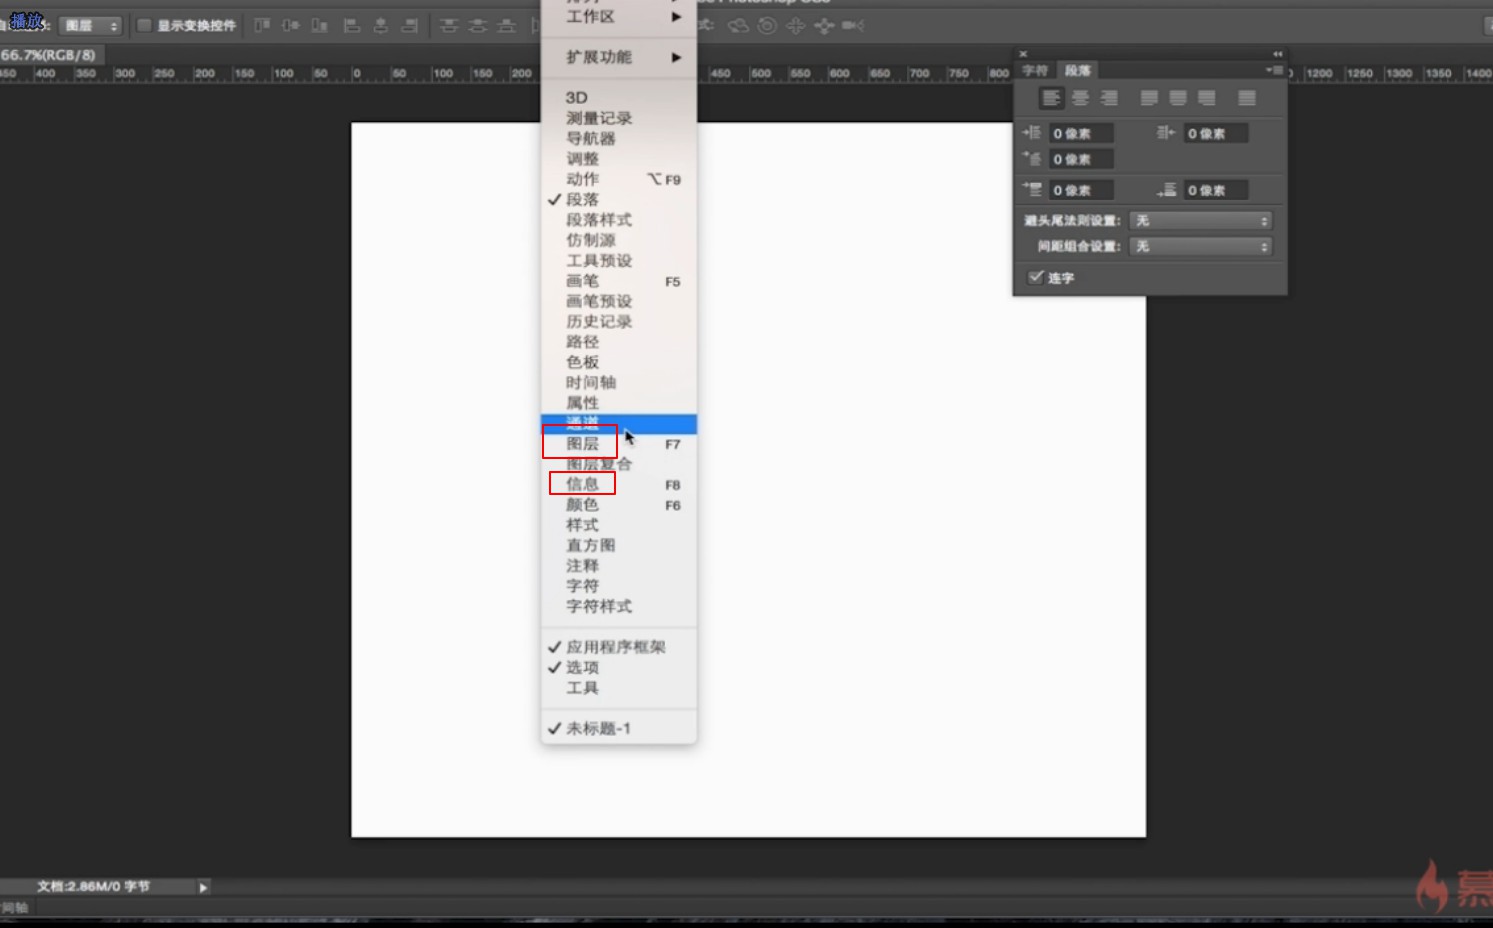 播放
图层
显示变换控件
工作区
66.7%(RGB/8)
扩展功能
450 400 350 300 250 200 150 100 50 0 50 100 150 200 450 500 550 600 650 700 750 800 1200 1250 1300 1350 1400
字符 段落
3D
测量记录
导航器
调整
动作 ⌥F9
✓ 段落
段落样式
仿制源
工具预设
画笔 F5
画笔预设
历史记录
路径
色板
时间轴
属性
通道
图层 F7
图层复合
信息 F8
颜色 F6
样式
直方图
注释
字符
字符样式
✓ 应用程序框架
✓ 选项
工具
✓ 未标题-1
0 像素 0 像素
0 像素
0 像素 0 像素
避头尾法则设置: 无
间距组合设置: 无
连字
文档:2.86M/0 字节
间轴
慕